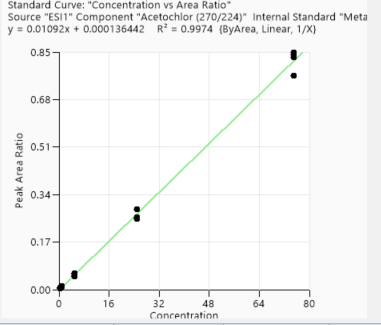 Standard Curve: "Concentration vs Area Ratio"
Source "ESI1" Component "Acetochlor (270/224)" Internal Standard "Meta
y = 0.01092x + 0.000136442 R² = 0.9974 (ByArea, Linear, 1/X)
0.85
0.68
0.51
0.34
0.17
0.00
Peak Area Ratio
0 16 32 48 64 80
Concentration